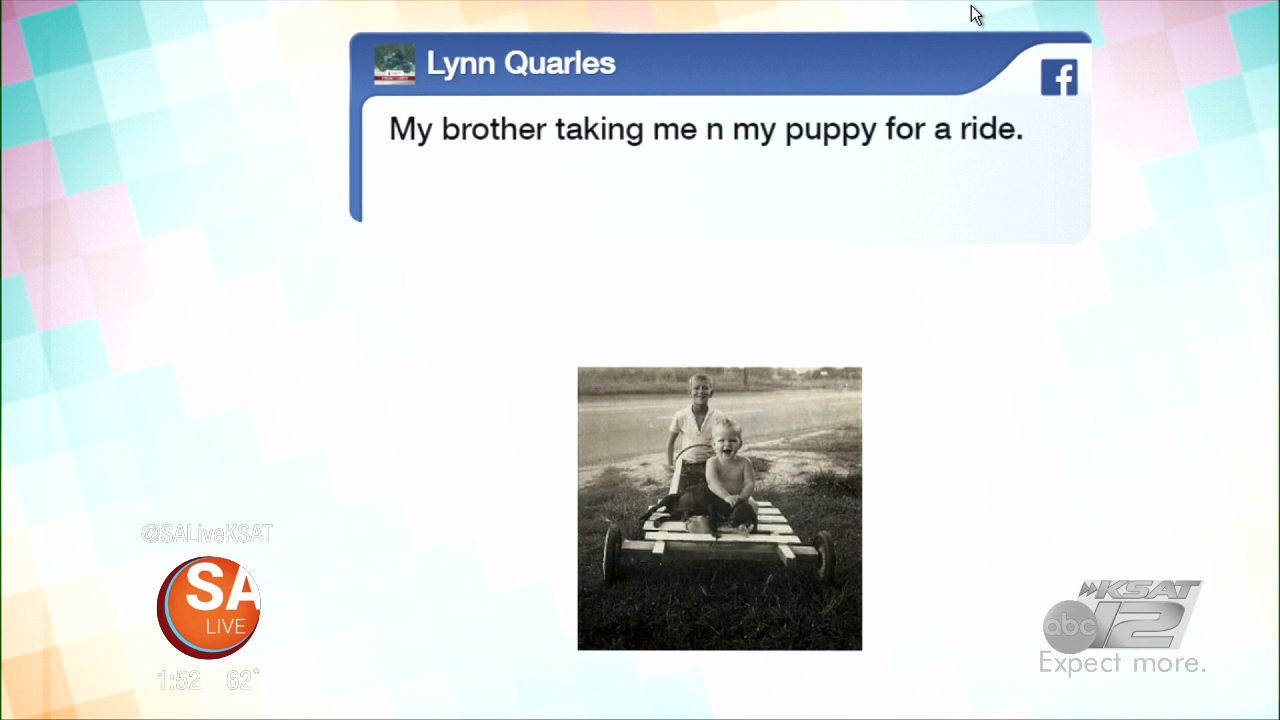 Lynn Quarles
f
My brother taking me n my puppy for a ride.
@SALiveKSAT
SA
LIVE
1:52 62°
KSAT
abc 12
Expect more.